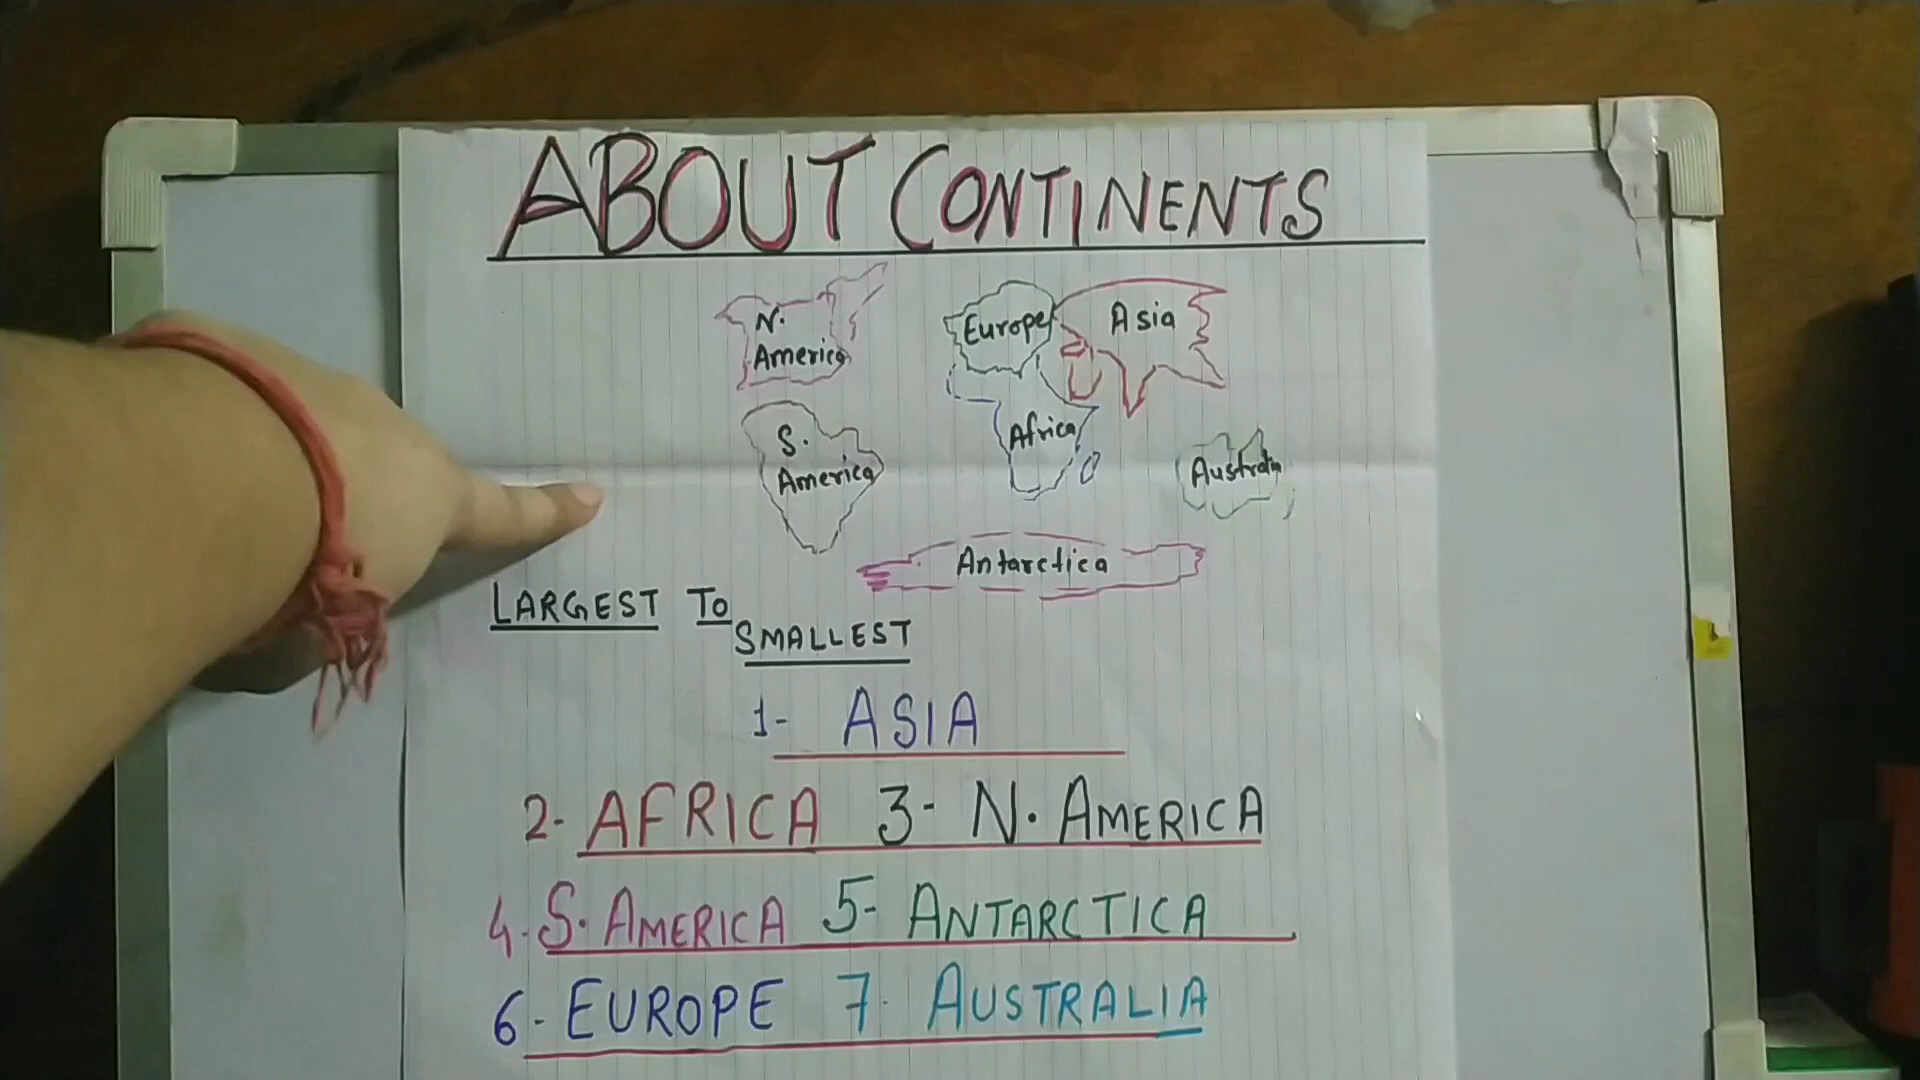 ABOUT CONTINENTS
N.
America
Europe
Asia
S.
America
Africa
Australia
Antarctica
LARGEST TO
SMALLEST
1- ASIA
2- AFRICA 3- N. AMERICA
4. S. AMERICA 5- ANTARCTICA
6- EUROPE 7. AUSTRALIA